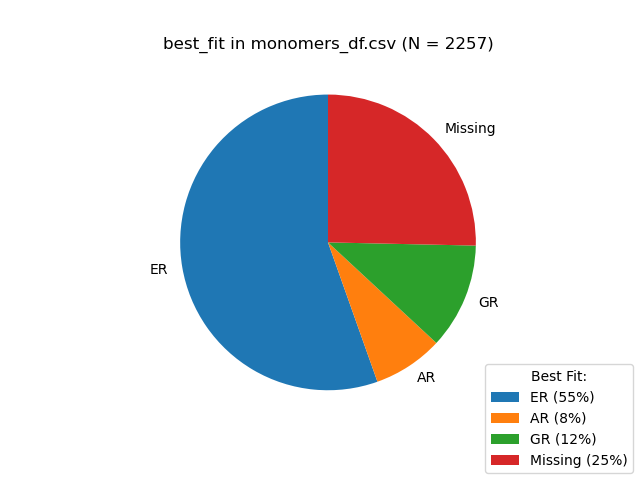 best_fit in monomers_df.csv (N = 2257)
Missing
ER
GR
AR
Best Fit:
ER (55%)
AR (8%)
GR (12%)
Missing (25%)